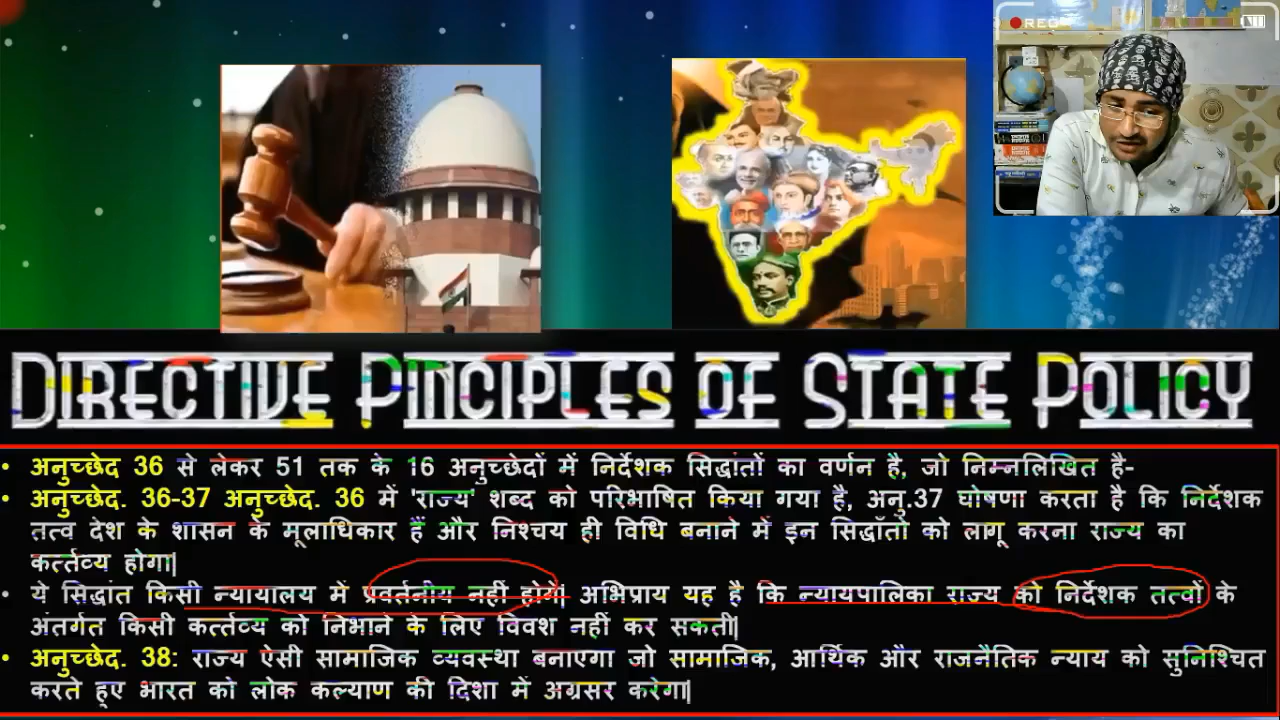 REC
DIRECTIVE PINCIPLES OF STATE POLICY
• अनुच्छेद 36 से लेकर 51 तक के 16 अनुच्छेदों में निर्देशक सिद्धांतों का वर्णन है, जो निम्नलिखित है-
• अनुच्छेद. 36-37 अनुच्छेद. 36 में 'राज्य' शब्द को परिभाषित किया गया है, अनु.37 घोषणा करता है कि निर्देशक
तत्व देश के शासन के मूलाधिकार हैं और निश्चय ही विधि बनाने में इन सिद्धाँतो को लागू करना राज्य का
कर्त्तव्य होगा|
• ये सिद्धांत किसी न्यायालय में प्रवर्तनीय नहीं होगें| अभिप्राय यह है कि न्यायपालिका राज्य को निर्देशक तत्वों के
अंतर्गत किसी कर्त्तव्य को निभाने के लिए विवश नहीं कर सकती|
• अनुच्छेद. 38: राज्य ऐसी सामाजिक व्यवस्था बनाएगा जो सामाजिक, आर्थिक और राजनैतिक न्याय को सुनिश्चित
करते हुए भारत को लोक कल्याण की दिशा में अग्रसर करेगा|